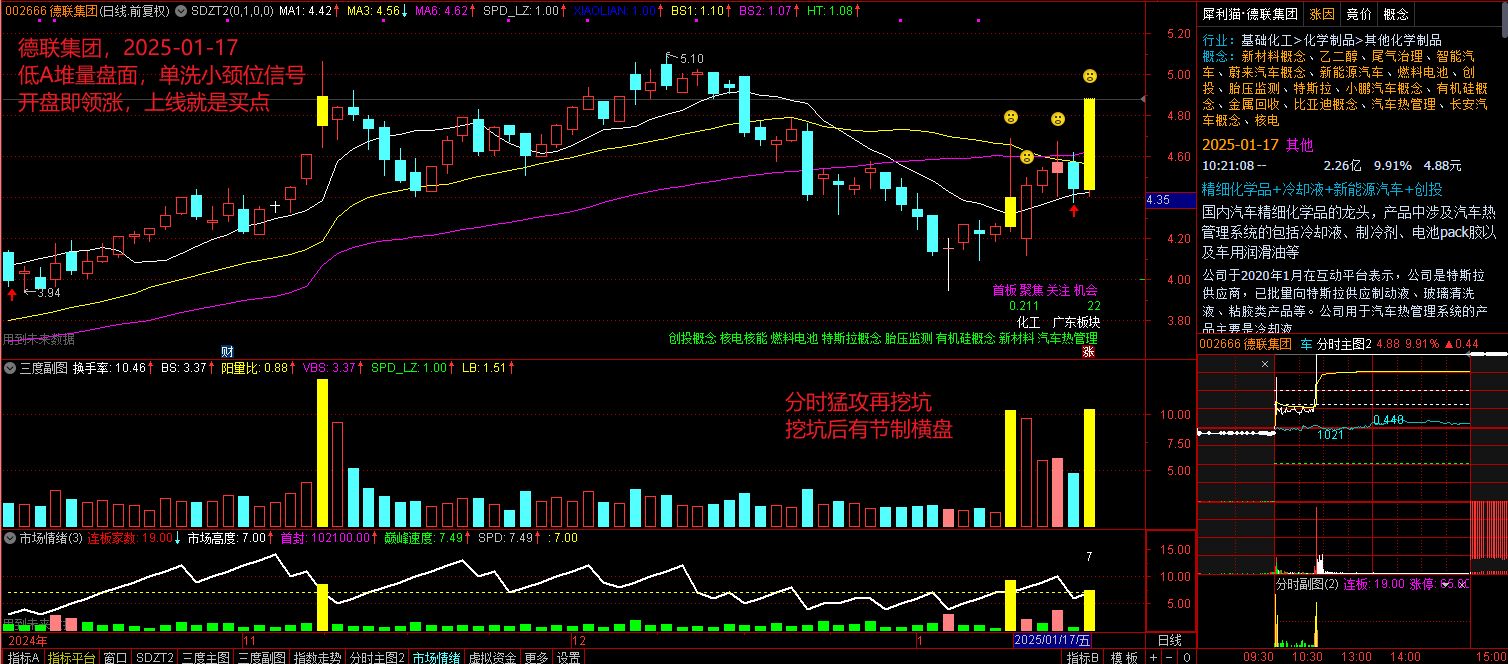 002666 德联集团(日线.前复权) SDZT2(0,1,0,0) MA1: 4.42↑ MA3: 4.56↓ MA6: 4.62↑ SPD_LZ: 1.00↑ XIAOLIAN: 1.00↑ BS1: 1.10↑ BS2: 1.07↑ HT: 1.08↑
德联集团，2025-01-17
低A堆量盘面，单洗小颈位信号
开盘即领涨，上线就是买点
5.10
3.94
5.20
5.00
4.80
4.60
4.35
4.20
4.00
3.80
首板 聚焦 关注 机会
0.211 22
化工 广东板块
创投概念 核电核能 燃料电池 特斯拉概念 胎压监测 有机硅概念 新材料 汽车热管理
用到未来数据
财
涨
三度副图 换手率: 10.46↑ BS: 3.37↑ 阳量比: 0.88↑ VBS: 3.37↑ SPD_LZ: 1.00↑ LB: 1.51↑
分时猛攻再挖坑
挖坑后有节制横盘
10.00
7.50
5.00
市场情绪(3) 连板家数: 19.00↓ 市场高度: 7.00↑ 首封: 102100.00↑ 巅峰速度: 7.49↑ SPD: 7.49↑ : 7.00
7
15.00
10.00
5.00
用到未来
2024年 11 12 1 2025/01/17/五 日线
指标A 指标平台 窗口 SDZT2 三度主图 三度副图 指数走势 分时主图2 市场情绪 虚拟资金 更多 设置 指标B 模板 + - O
犀利猫·德联集团 涨因 竞价 概念
行业: 基础化工>化学制品>其他化学制品
概念: 新材料概念、乙二醇、尾气治理、智能汽
车、蔚来汽车概念、新能源汽车、燃料电池、创
投、胎压监测、特斯拉、小鹏汽车概念、有机硅概
念、金属回收、比亚迪概念、汽车热管理、长安汽
车概念、核电
2025-01-17 其他
10:21:08 -- 2.26亿 9.91% 4.88元
精细化学品+冷却液+新能源汽车+创投
国内汽车精细化学品的龙头，产品中涉及汽车热
管理系统的包括冷却液、制冷剂、电池pack胶以
及车用润滑油等
公司于2020年1月在互动平台表示，公司是特斯拉
供应商，已批量向特斯拉供应制动液、玻璃清洗
液、粘胶类产品等。公司用于汽车热管理系统的产
品主要是冷却液
002666 德联集团 车 分时主图2 4.88 9.91% ▲0.44
0.440
1021
分时副图(2) 连板: 19.00 涨停:
09:30 10:30 13:00 14:00 15:00